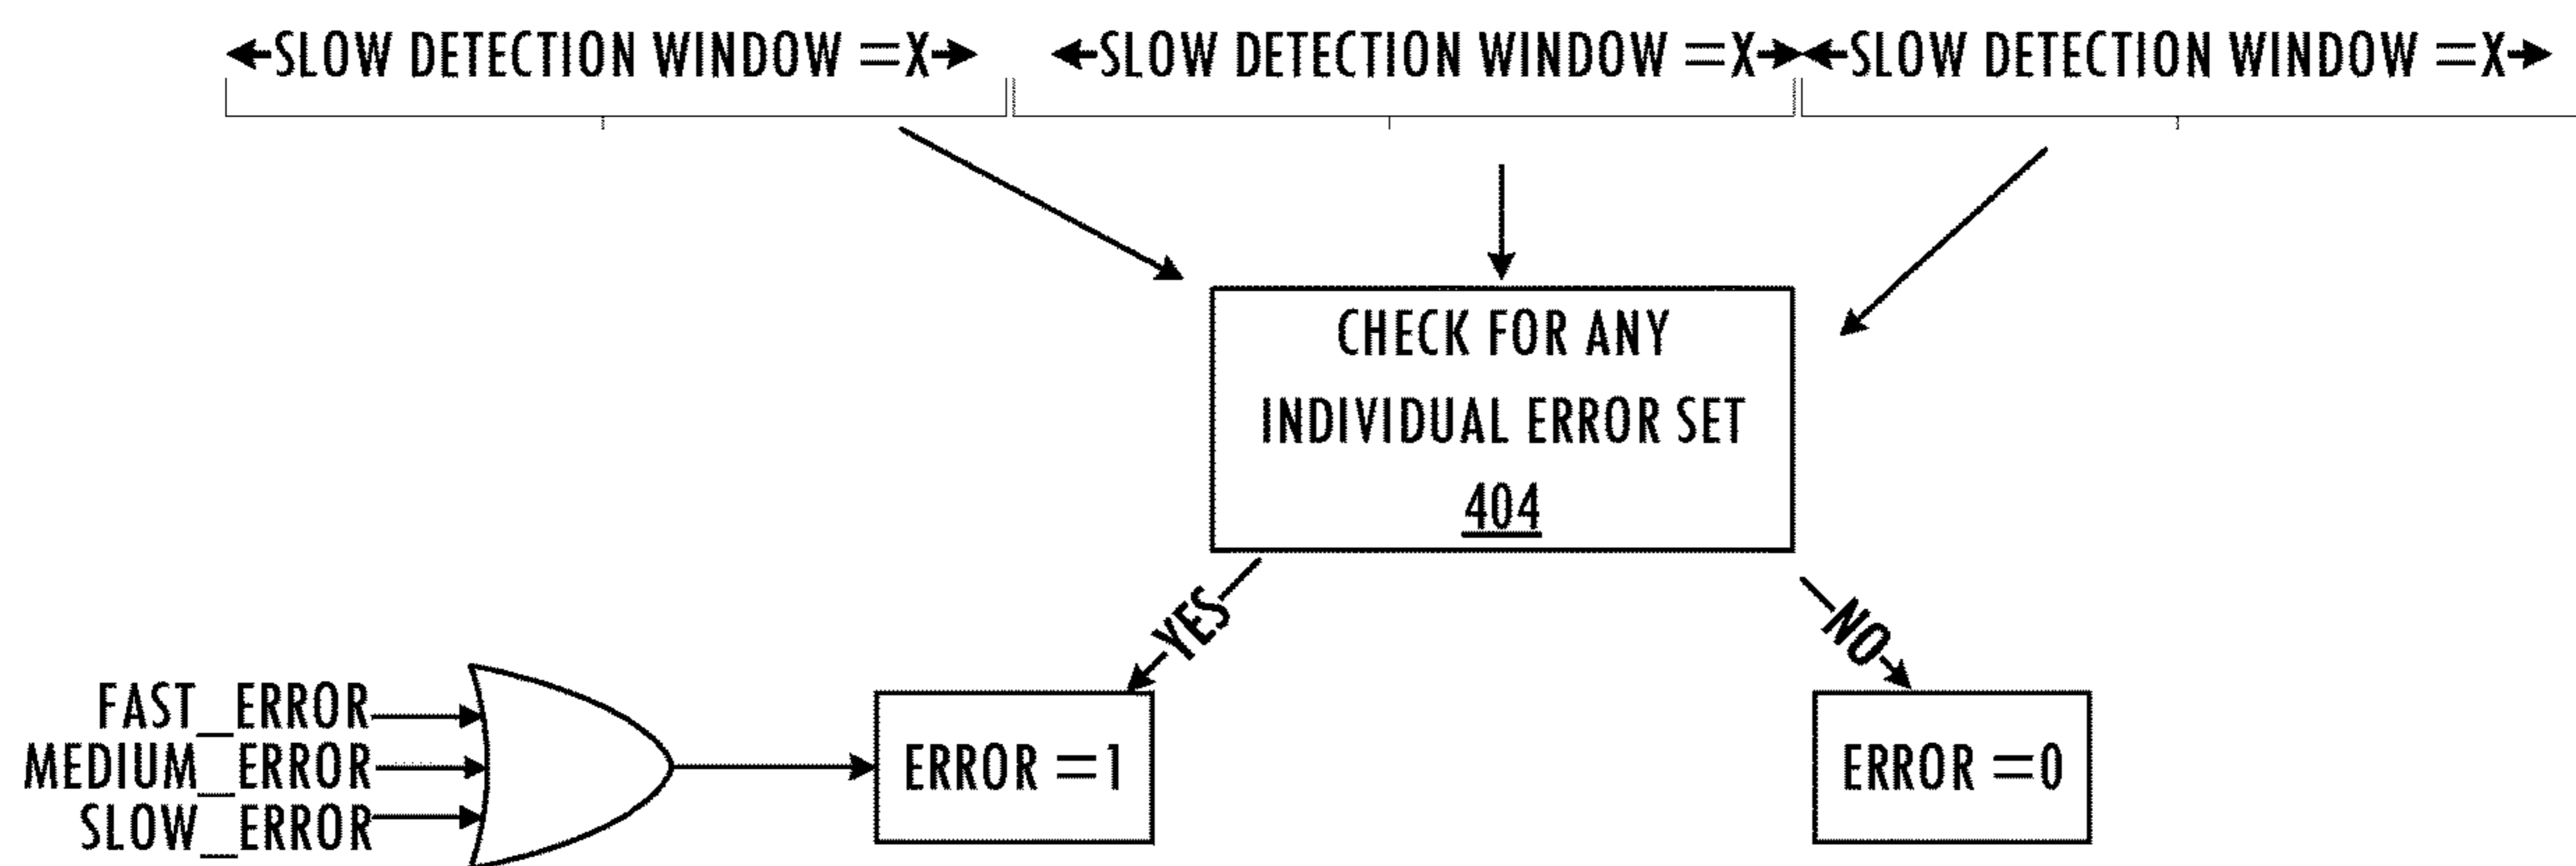 SLOW DETECTION WINDOW =X SLOW DETECTION WINDOW =X SLOW DETECTION WINDOW =X
CHECK FOR ANY
INDIVIDUAL ERROR SET
404
YES
NO
FAST_ERROR
MEDIUM_ERROR
SLOW_ERROR
ERROR =1
ERROR =0